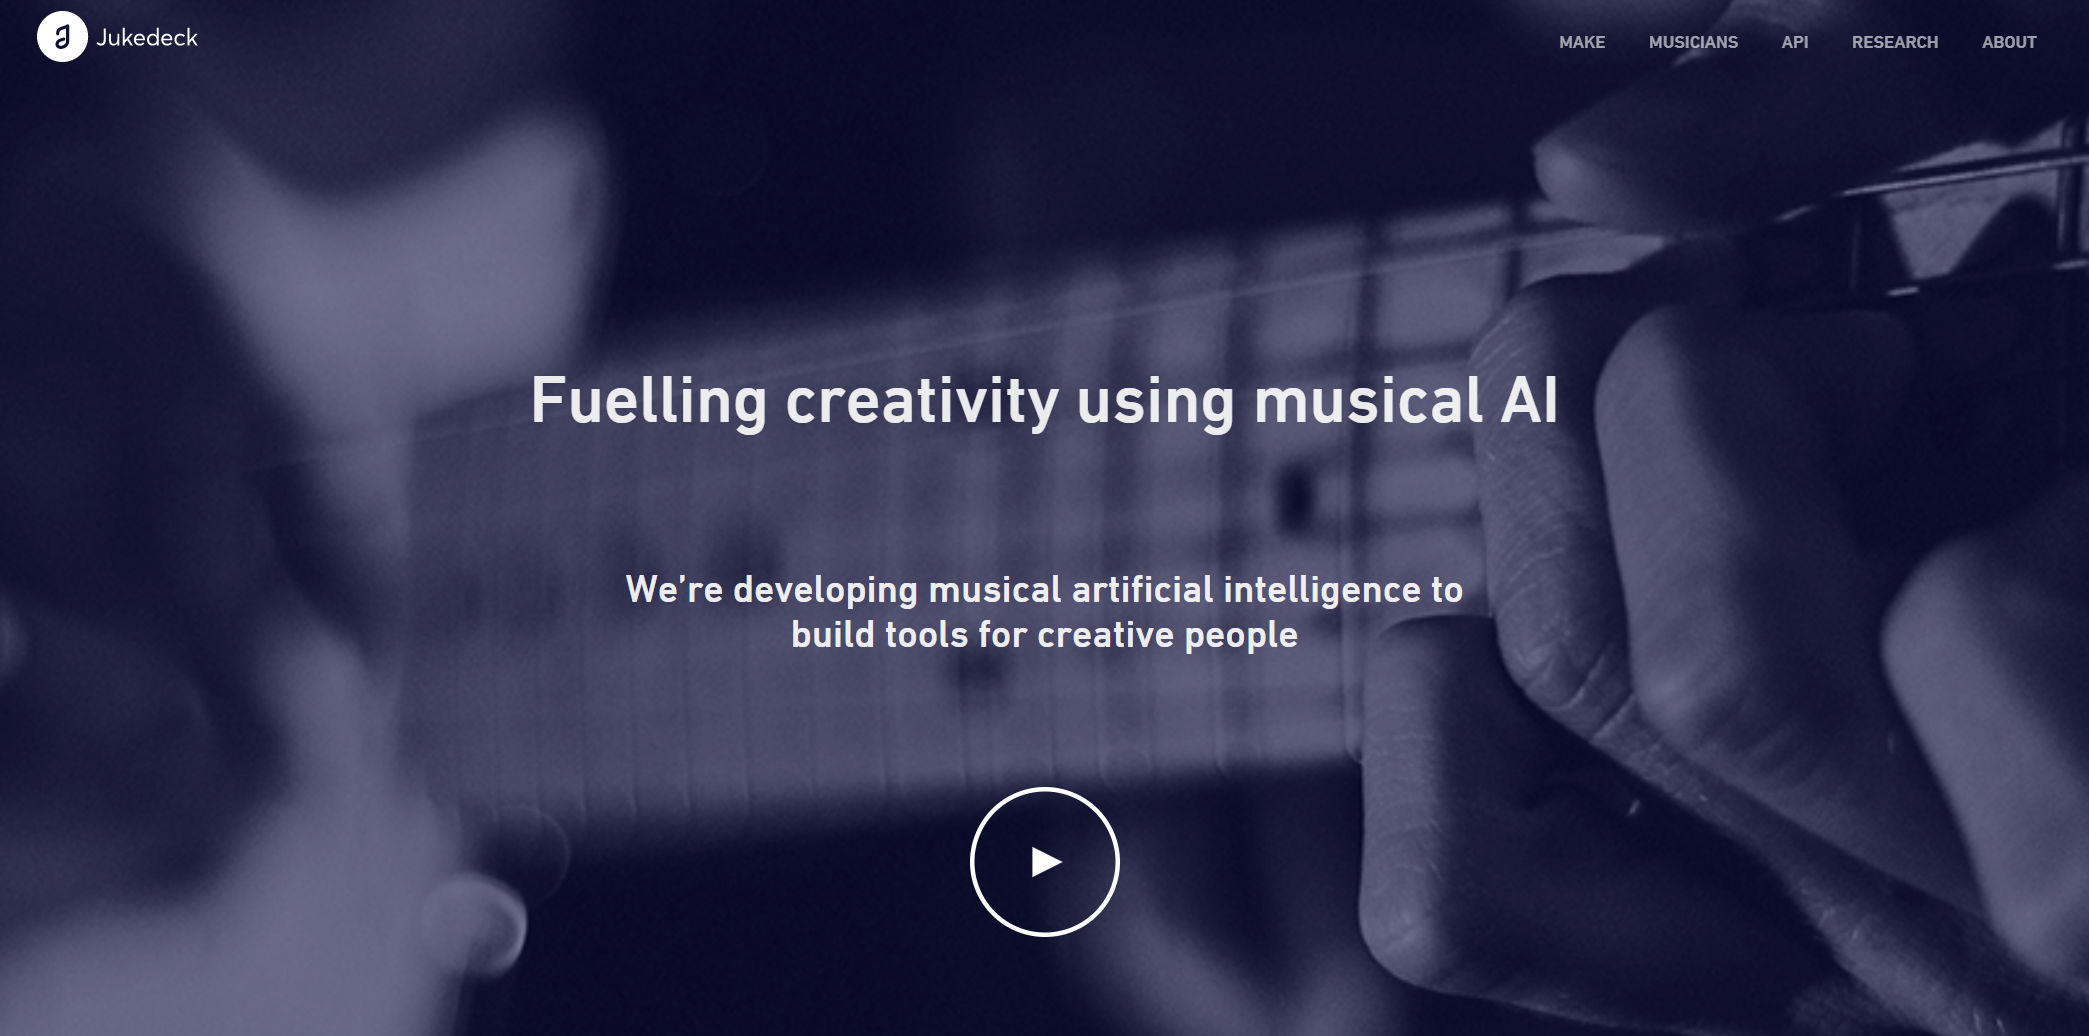 Jukedeck
MAKE MUSICIANS API RESEARCH ABOUT
Fuelling creativity using musical AI
We’re developing musical artificial intelligence to
build tools for creative people